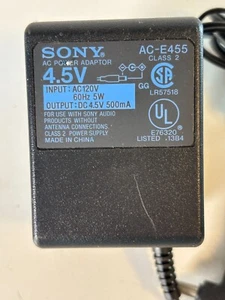 SONY
AC-E455
AC POWER ADAPTOR
CLASS 2
4.5V
GG
LR57518
INPUT: AC120V
60Hz 5W
OUTPUT: DC4.5V 500mA
FOR USE WITH SONY AUDIO
PRODUCTS WITHOUT
ANTENNA CONNECTIONS.
CLASS 2 POWER SUPPLY
MADE IN CHINA
UL
E76320
LISTED 13B4